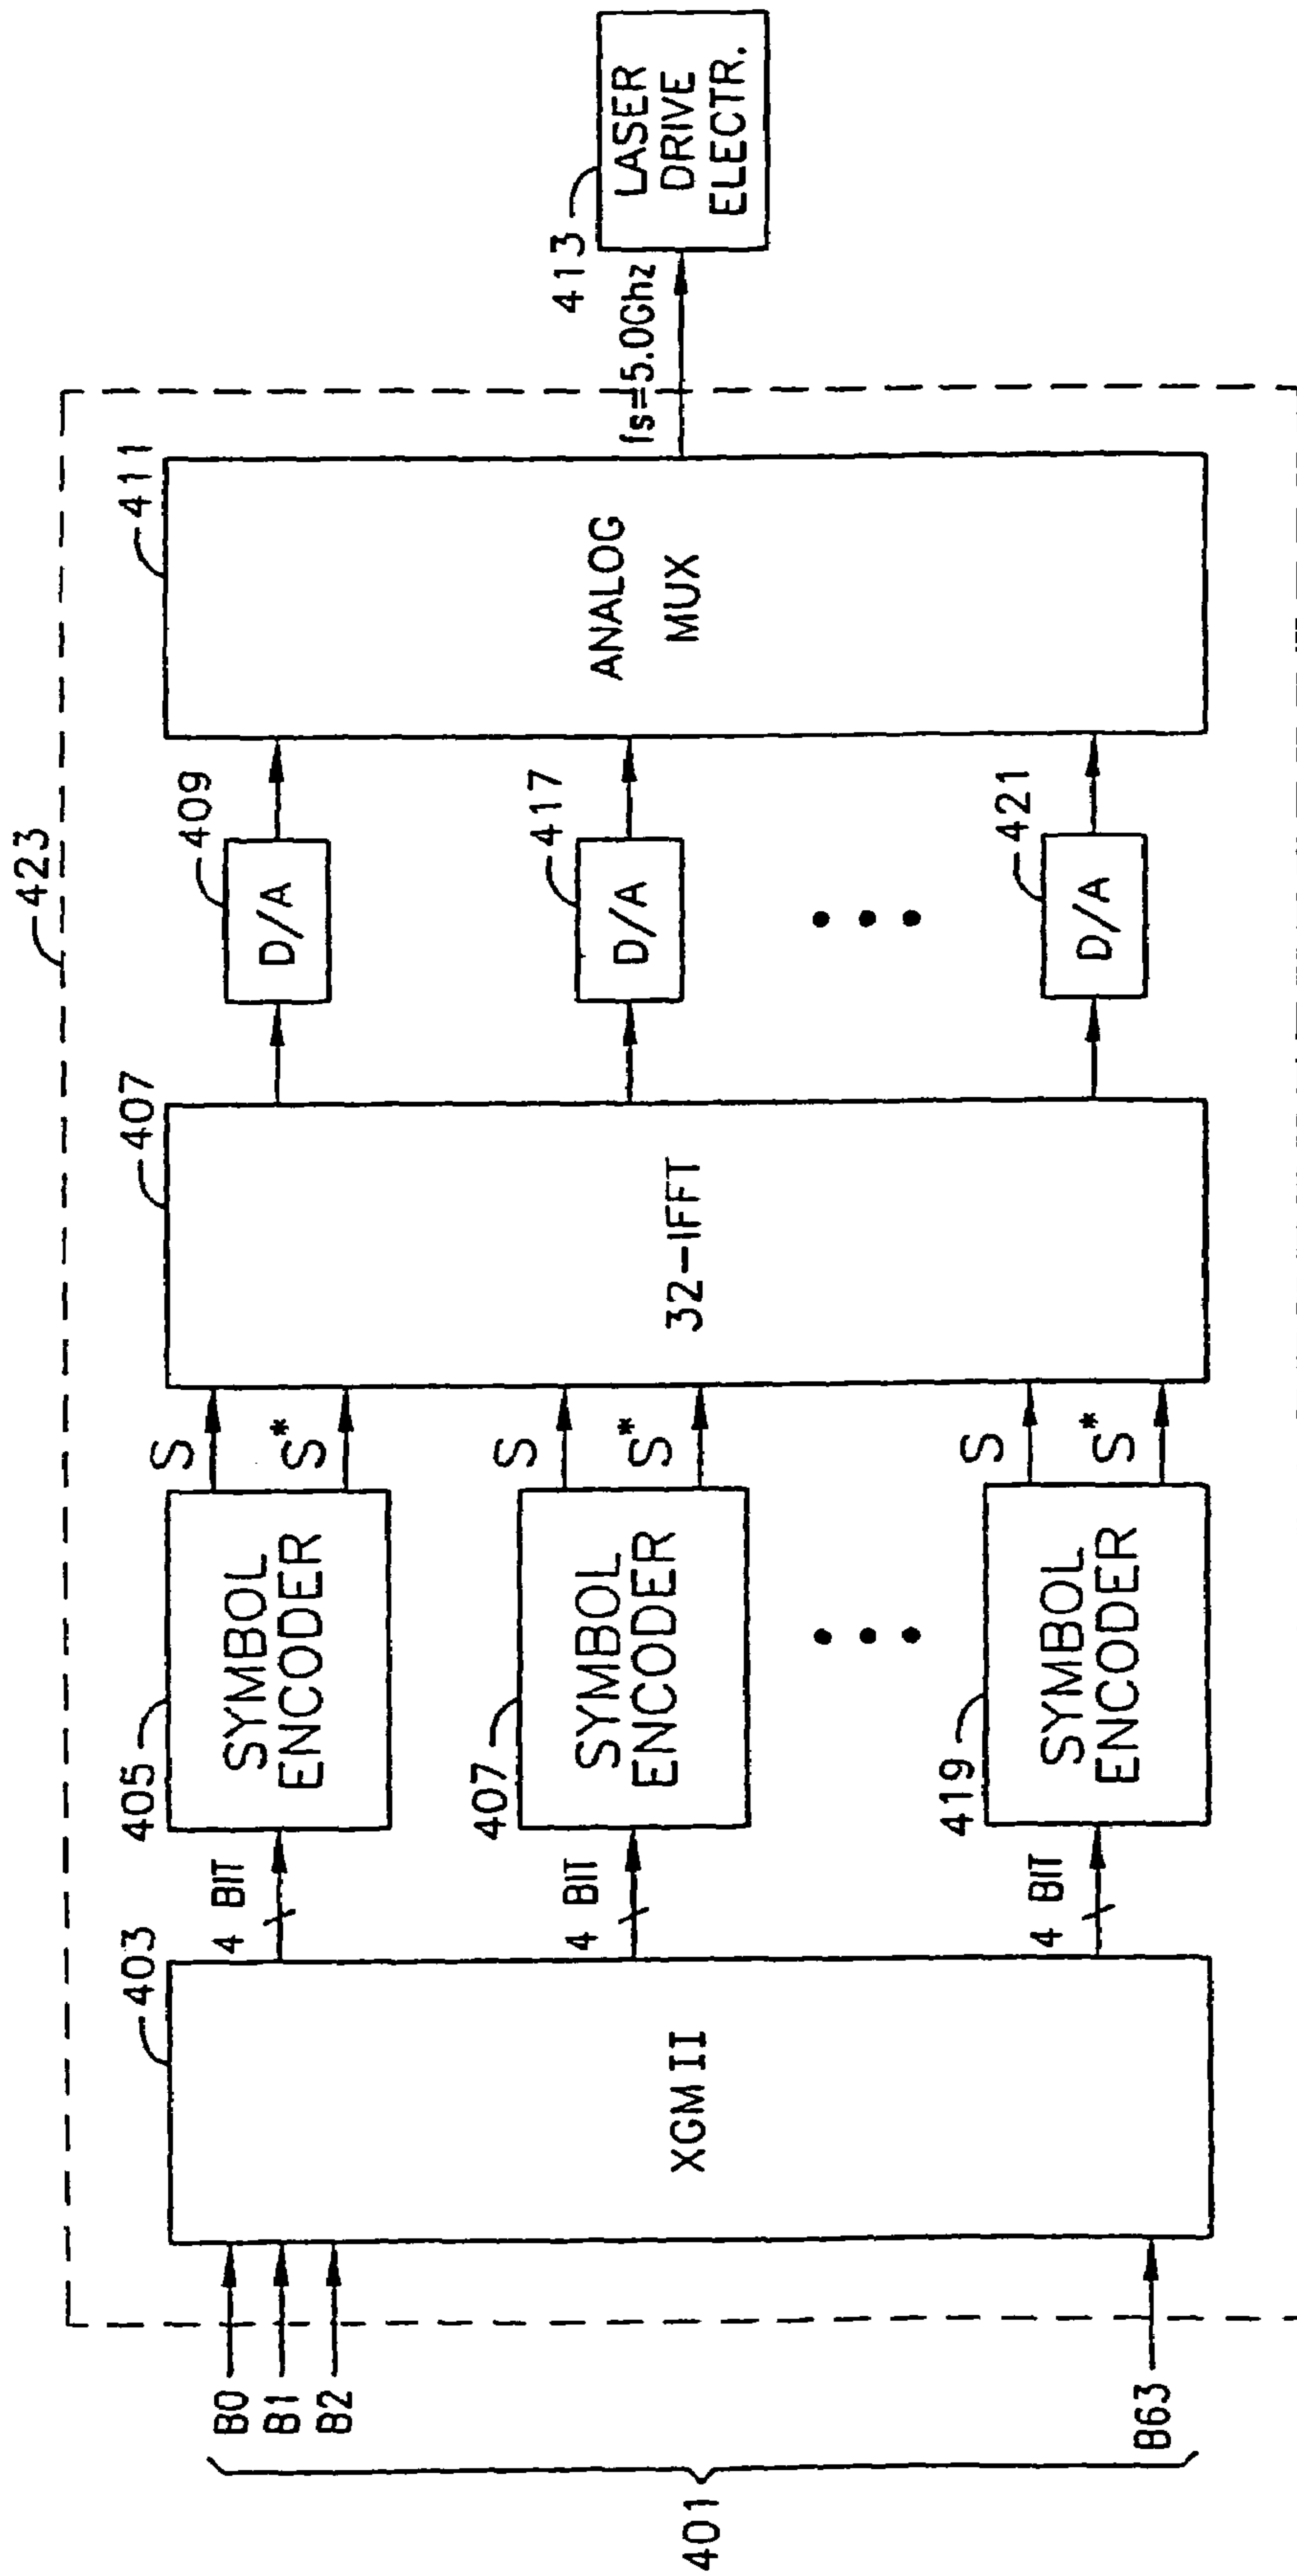 423
403
405
407
409
411
B0
B1
B2
4 BIT
SYMBOL
ENCODER
S
S*
D/A
407
417
413
401
XGMII
4 BIT
SYMBOL
ENCODER
S
S*
32-IFFT
D/A
ANALOG
MUX
fs=5.0Ghz
LASER
DRIVE
ELECTR.
419
421
B63
4 BIT
SYMBOL
ENCODER
S
S*
D/A